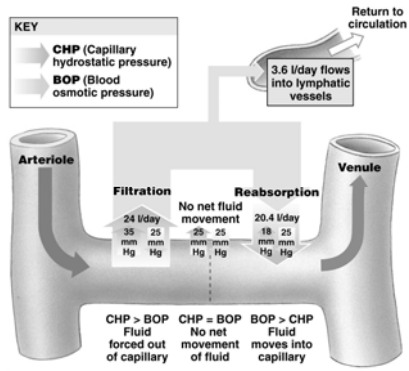 KEY
CHP (Capillary
hydrostatic pressure)
BOP (Blood
osmotic pressure)
Return to
circulation
3.6 l/day flows
into lymphatic
vessels
Arteriole
Venule
Filtration
24 l/day
35
mm
Hg
25
mm
Hg
No net fluid
movement
25
mm
Hg
25
mm
Hg
Reabsorption
20.4 l/day
18
mm
Hg
25
mm
Hg
CHP > BOP
Fluid
forced out
of capillary
CHP = BOP
No net
movement
of fluid
BOP > CHP
Fluid
moves into
capillary